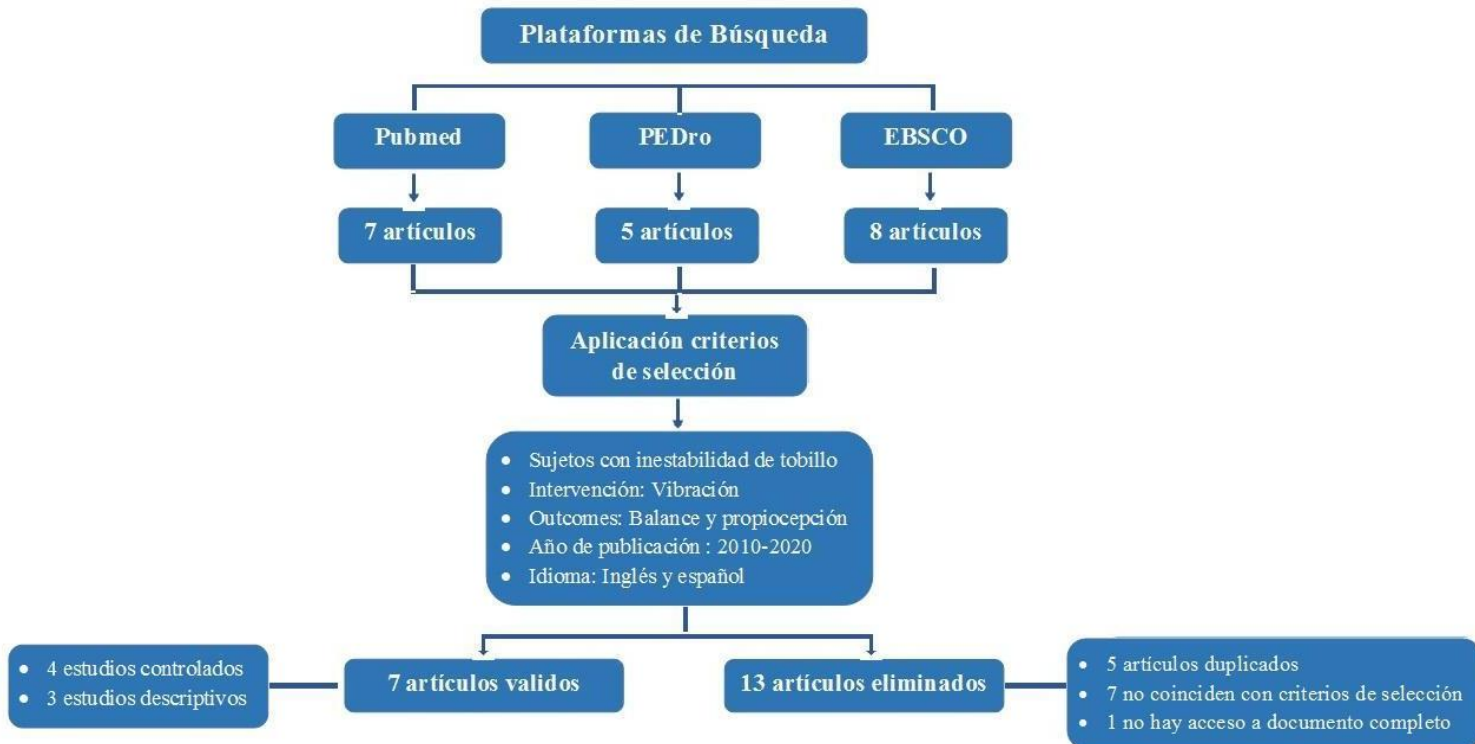 Plataformas de Búsqueda
Pubmed
PEDro
EBSCO
7 artículos
5 artículos
8 artículos
Aplicación criterios
de selección
• Sujetos con inestabilidad de tobillo
• Intervención: Vibración
• Outcomes: Balance y propiocepción
• Año de publicación : 2010-2020
• Idioma: Inglés y español
• 4 estudios controlados
• 3 estudios descriptivos
7 artículos validos
13 artículos eliminados
• 5 artículos duplicados
• 7 no coinciden con criterios de selección
• 1 no hay acceso a documento completo